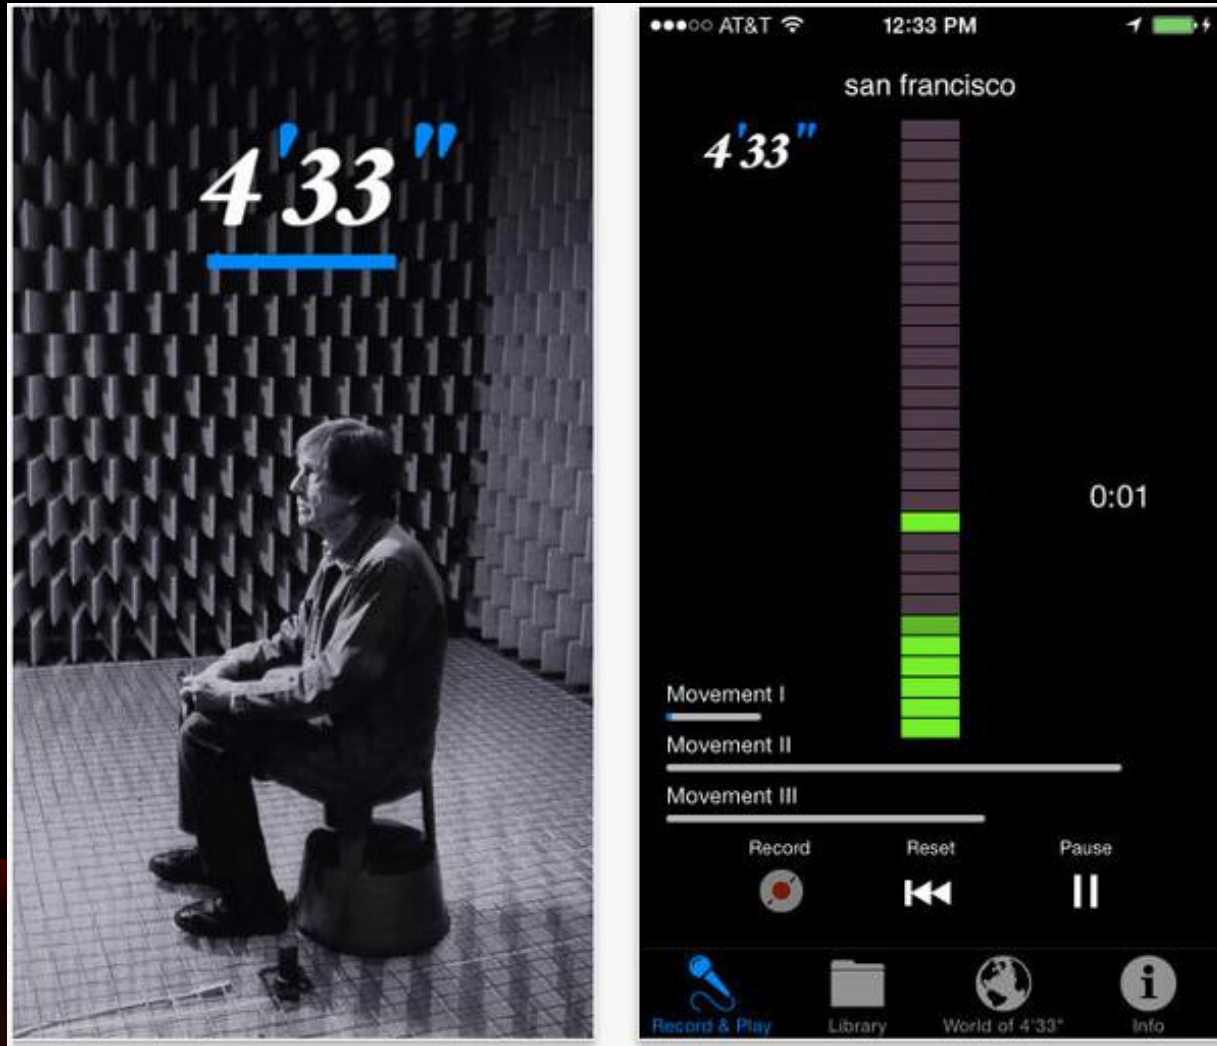 4'33"
●●●○○ AT&T 12:33 PM
san francisco
4'33"
0:01
Movement I
Movement II
Movement III
Record Reset Pause
Record & Play Library World of 4'33" Info